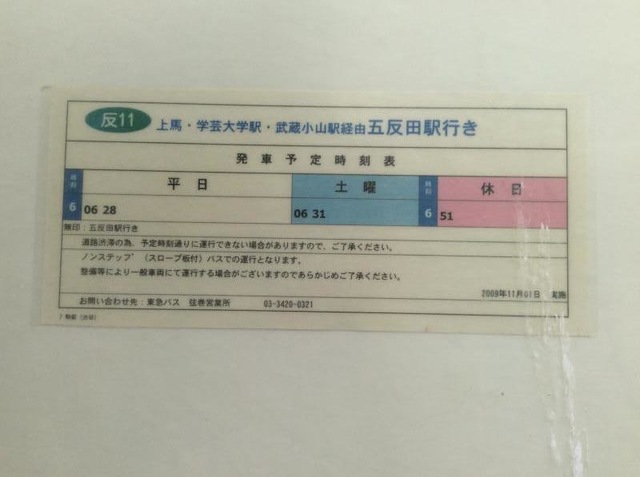 反11 上馬・学芸大学駅・武蔵小山駅経由五反田駅行き
発車予定時刻表
時刻 平日 土曜 時刻 休日
6 06 28 06 31 6 51
無印：五反田駅行き
道路渋滞の為、予定時刻通りに運行できない場合がありますので、ご了承ください。
ノンステップ（スロープ板付）バスでの運行となります。
整備等により一般車両にて運行する場合がございますのであらかじめご了承ください。
2009年11月01日 実施
お問い合わせ先：東急バス 弦巻営業所 03-3420-0321